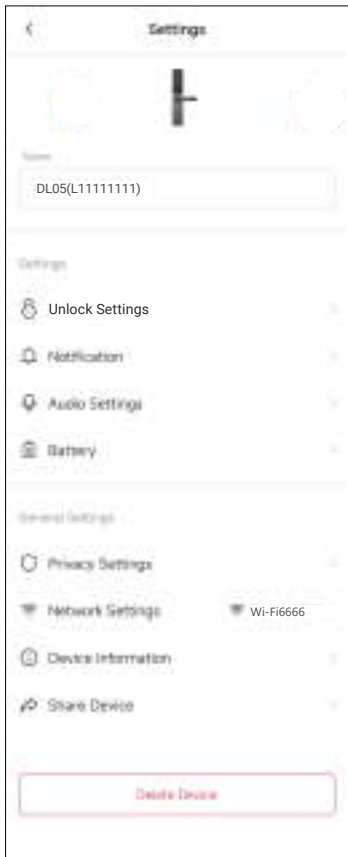 Settings
Name
DL05(L11111111)
Settings
Unlock Settings
Notification
Audio Settings
Battery
General Settings
Privacy Settings
Network Settings Wi-Fi6666
Device Information
Share Device
Delete Device